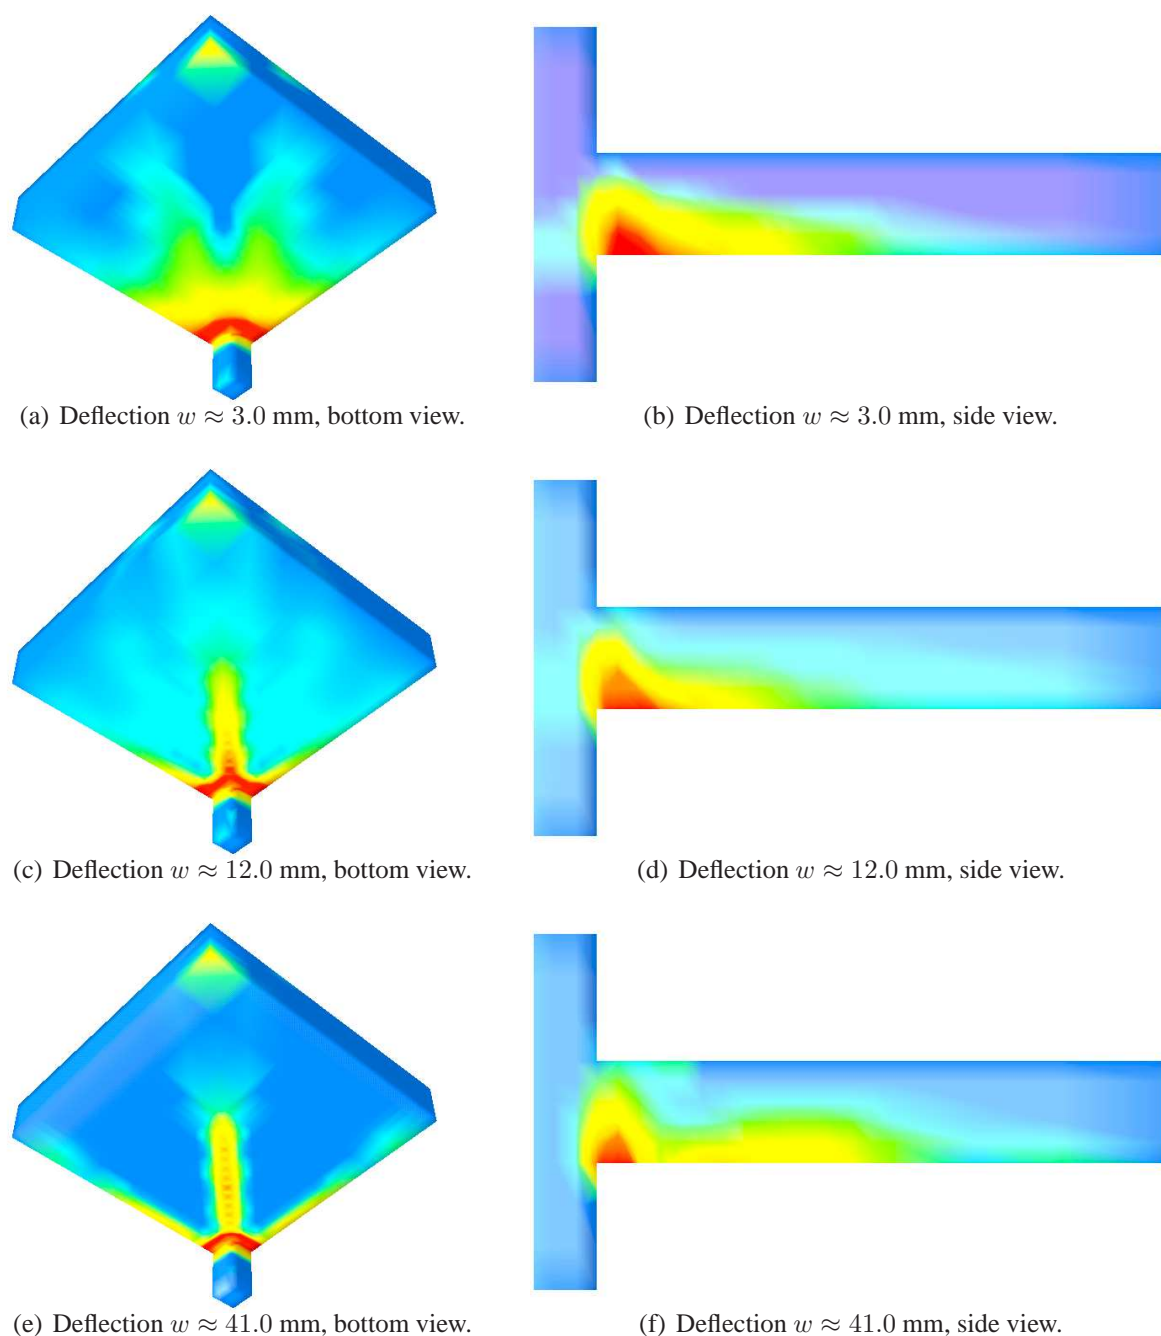 (a) Deflection w ≈ 3.0 mm, bottom view.
(b) Deflection w ≈ 3.0 mm, side view.
(c) Deflection w ≈ 12.0 mm, bottom view.
(d) Deflection w ≈ 12.0 mm, side view.
(e) Deflection w ≈ 41.0 mm, bottom view.
(f) Deflection w ≈ 41.0 mm, side view.